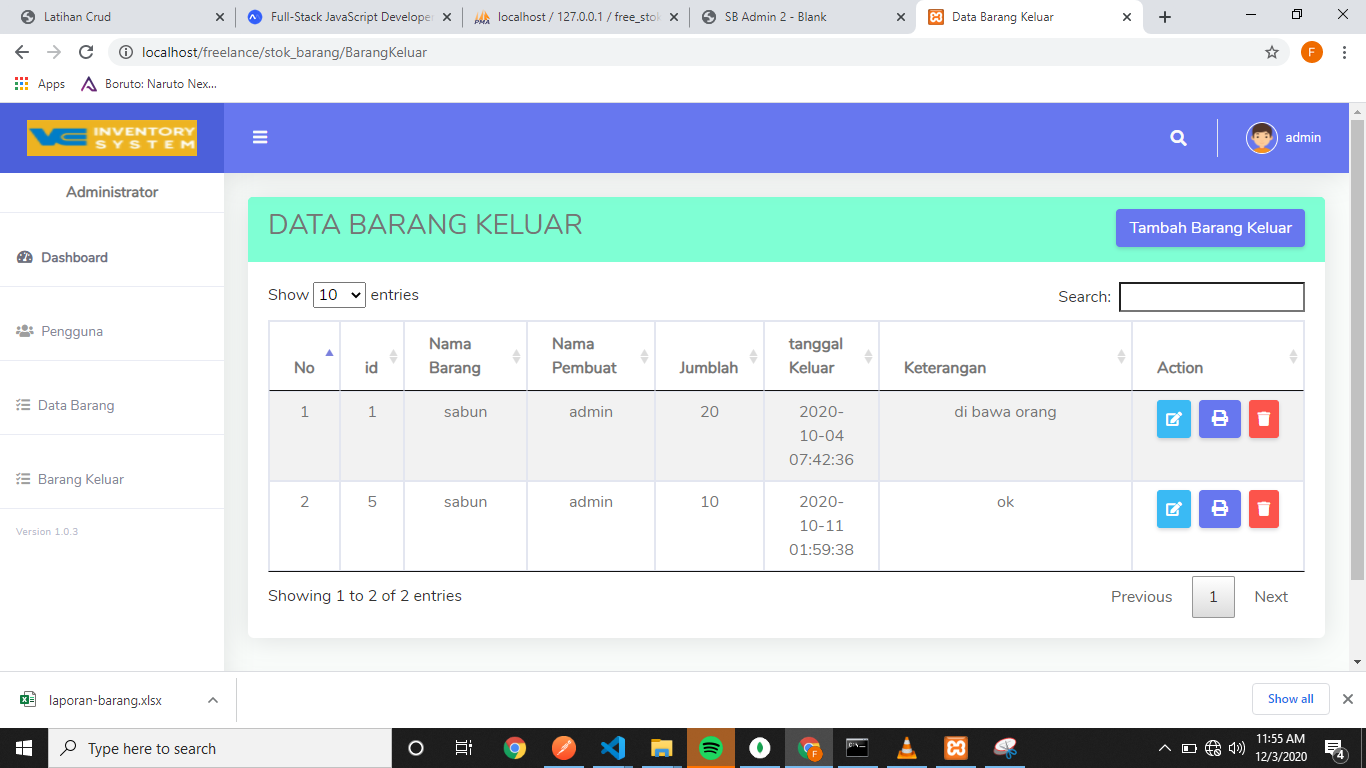 Latihan Crud
Full-Stack JavaScript Developer
localhost / 127.0.0.1 / free_stok
SB Admin 2 - Blank
Data Barang Keluar
localhost/freelance/stok_barang/BarangKeluar
F
Apps
Boruto: Naruto Nex...
VC INVENTORY
SYSTEM
admin
Administrator
Dashboard
Pengguna
Data Barang
Barang Keluar
Version 1.0.3
DATA BARANG KELUAR
Tambah Barang Keluar
Show 10 entries
Search:
No id Nama Barang Nama Pembuat Jumblah tanggal Keluar Keterangan Action
1 1 sabun admin 20 2020-10-04 07:42:36 di bawa orang
2 5 sabun admin 10 2020-10-11 01:59:38 ok
Showing 1 to 2 of 2 entries
Previous 1 Next
laporan-barang.xlsx
Show all
Type here to search
11:55 AM
12/3/2020
4